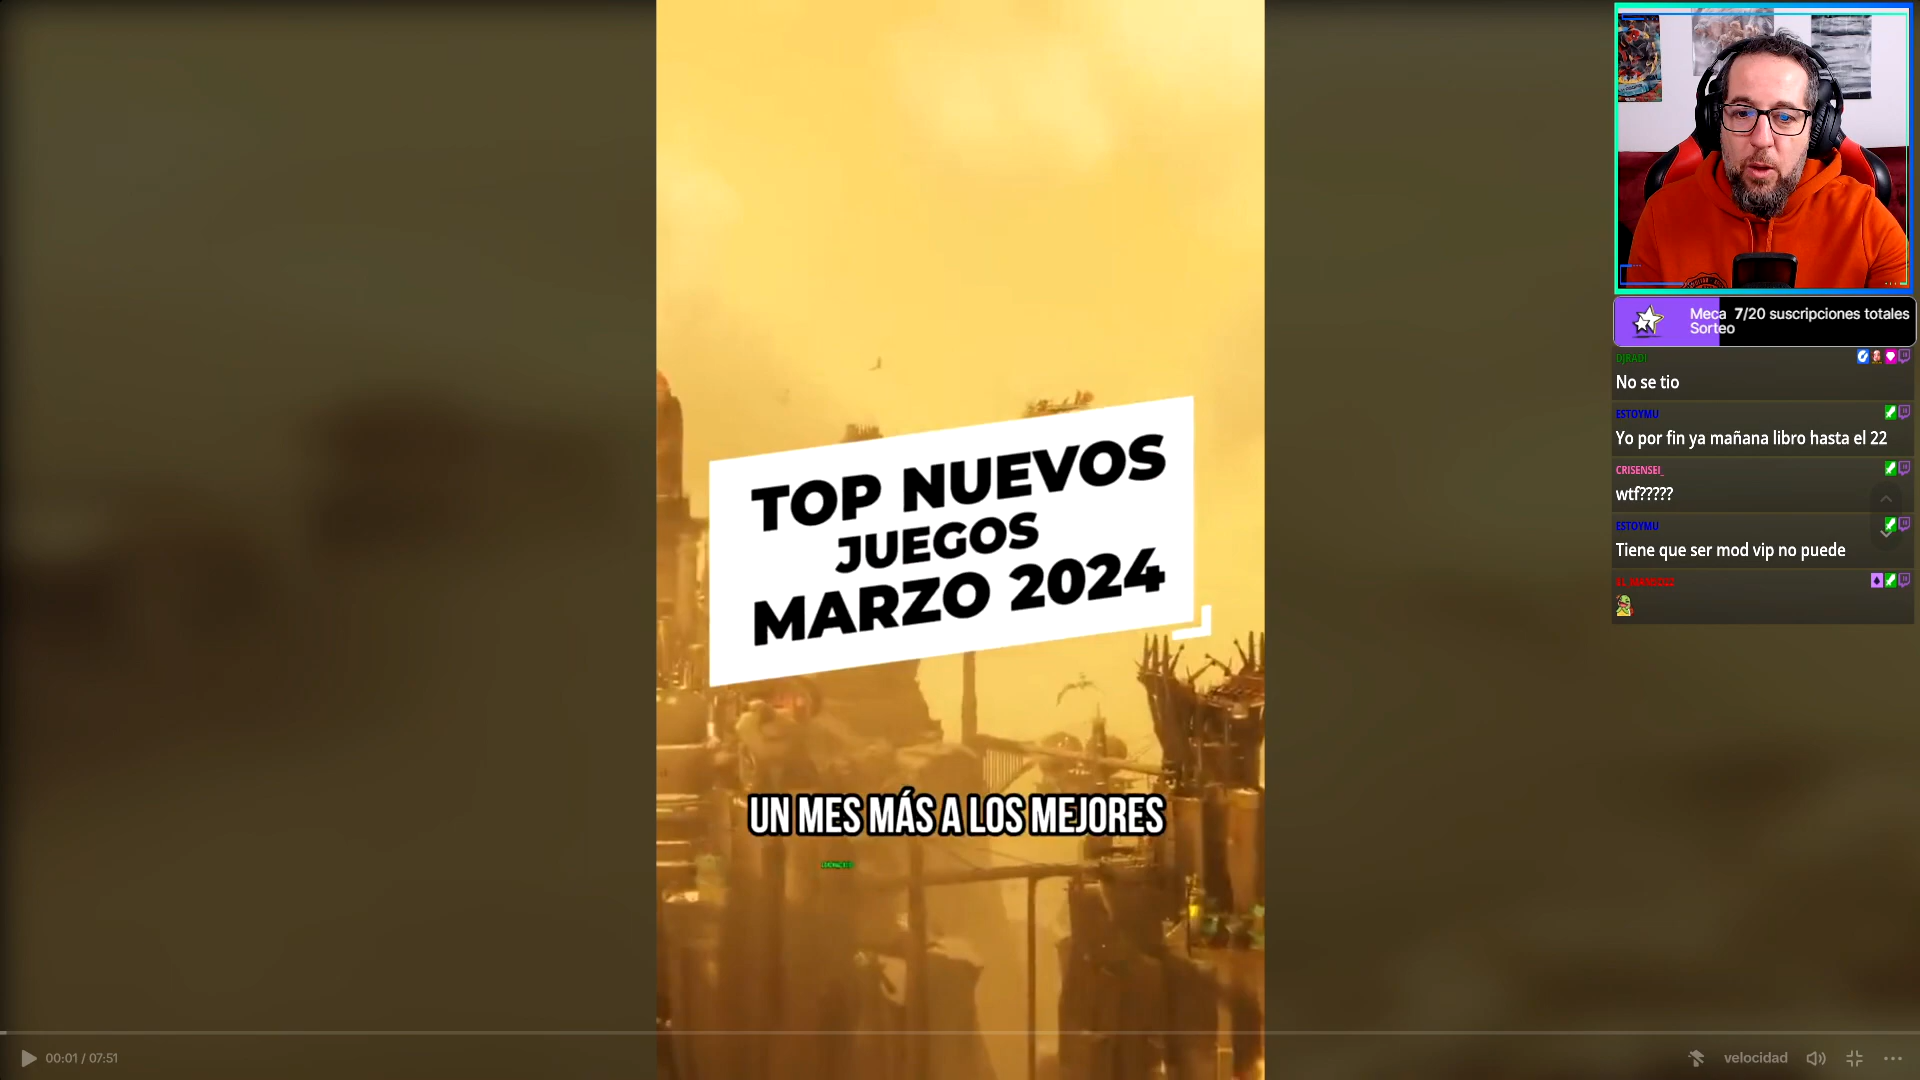 TOP NUEVOS
JUEGOS
MARZO 2024
UN MES MÁS A LOS MEJORES
Meca 7/20 suscripciones totales
Sorteo
DJRADI
No se tio
ESTOYMU
Yo por fin ya mañana libro hasta el 22
CRISENSEI_
wtf?????
ESTOYMU
Tiene que ser mod vip no puede
00:01 / 07:51
velocidad